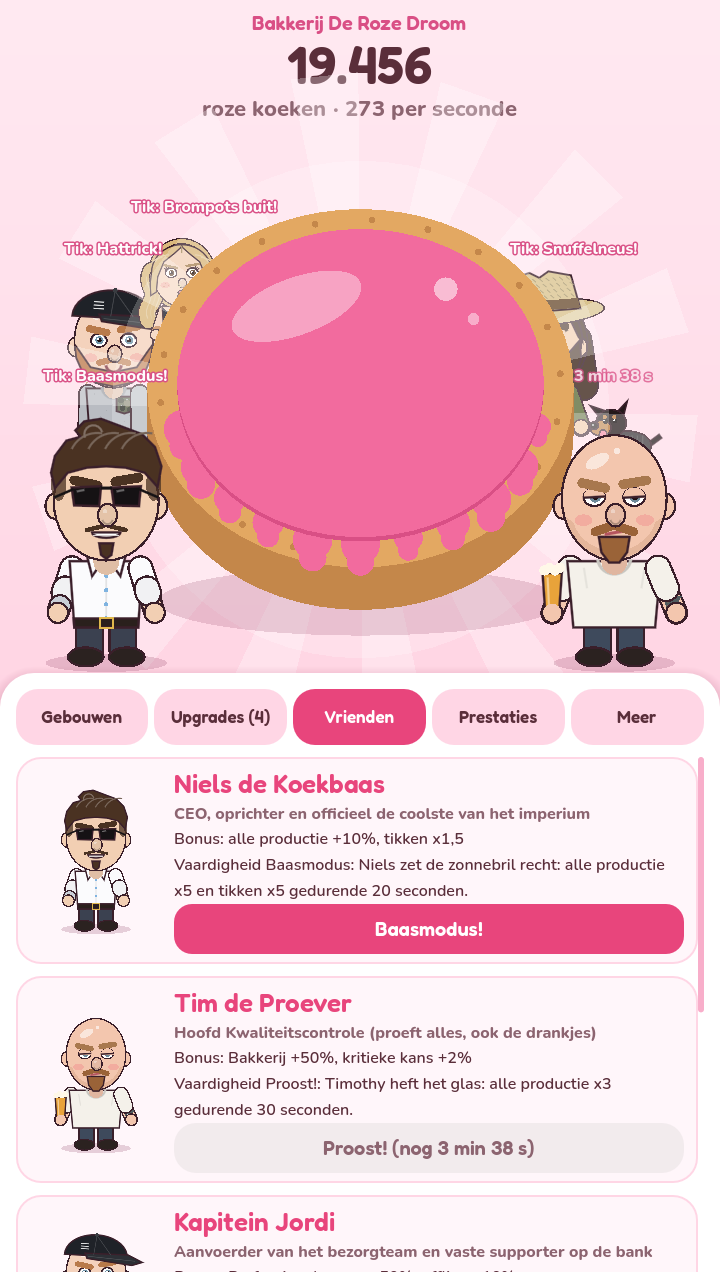 Bakkerij De Roze Droom
19.456
roze koeken · 273 per seconde
Tik: Brompots buit!
Tik: Hattrick!
Tik: Snuffelneus!
Tik: Baasmodus!
3 min 38 s
Gebouwen
Upgrades (4)
Vrienden
Prestaties
Meer
Niels de Koekbaas
CEO, oprichter en officieel de coolste van het imperium
Bonus: alle productie +10%, tikken x1,5
Vaardigheid Baasmodus: Niels zet de zonnebril recht: alle productie
x5 en tikken x5 gedurende 20 seconden.
Baasmodus!
Tim de Proever
Hoofd Kwaliteitscontrole (proeft alles, ook de drankjes)
Bonus: Bakkerij +50%, kritieke kans +2%
Vaardigheid Proost!: Timothy heft het glas: alle productie x3
gedurende 30 seconden.
Proost! (nog 3 min 38 s)
Kapitein Jordi
Aanvoerder van het bezorgteam en vaste supporter op de bank